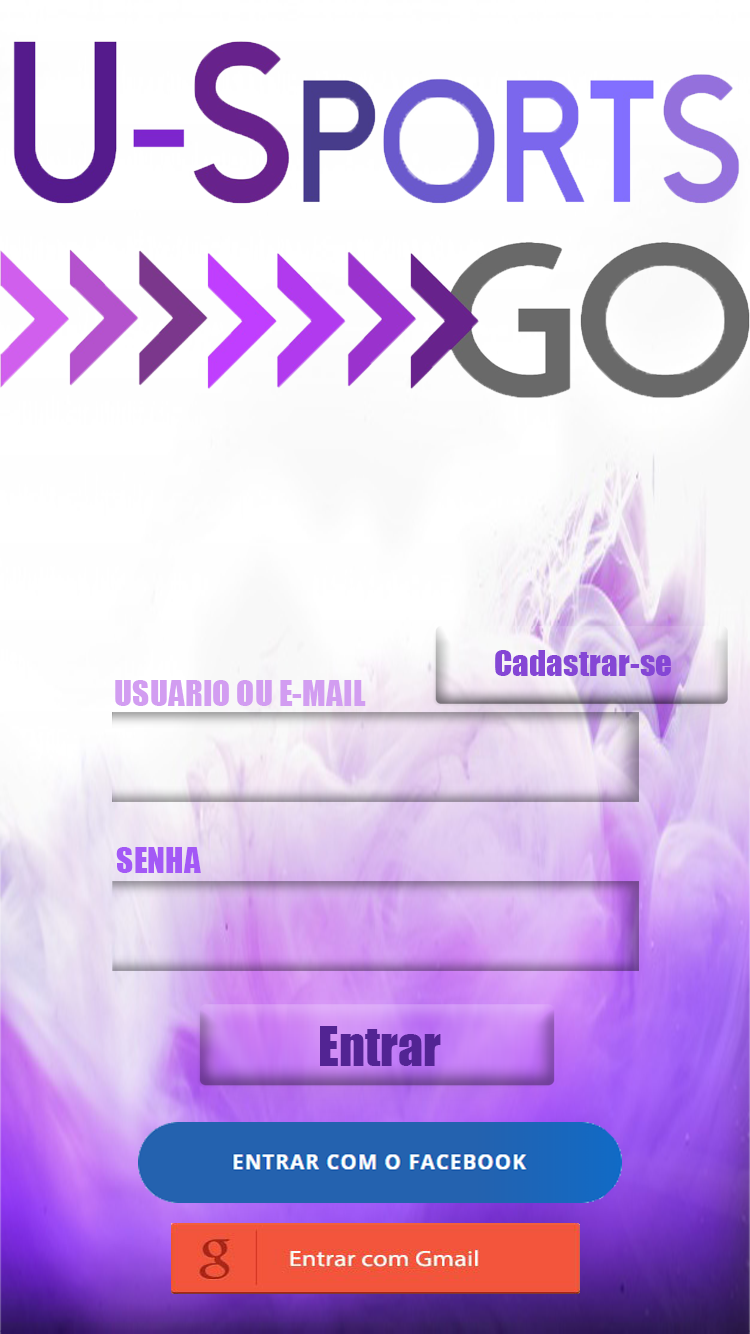 U-SPORTS
GO
Cadastrar-se
USUARIO OU E-MAIL
SENHA
Entrar
ENTRAR COM O FACEBOOK
g Entrar com Gmail